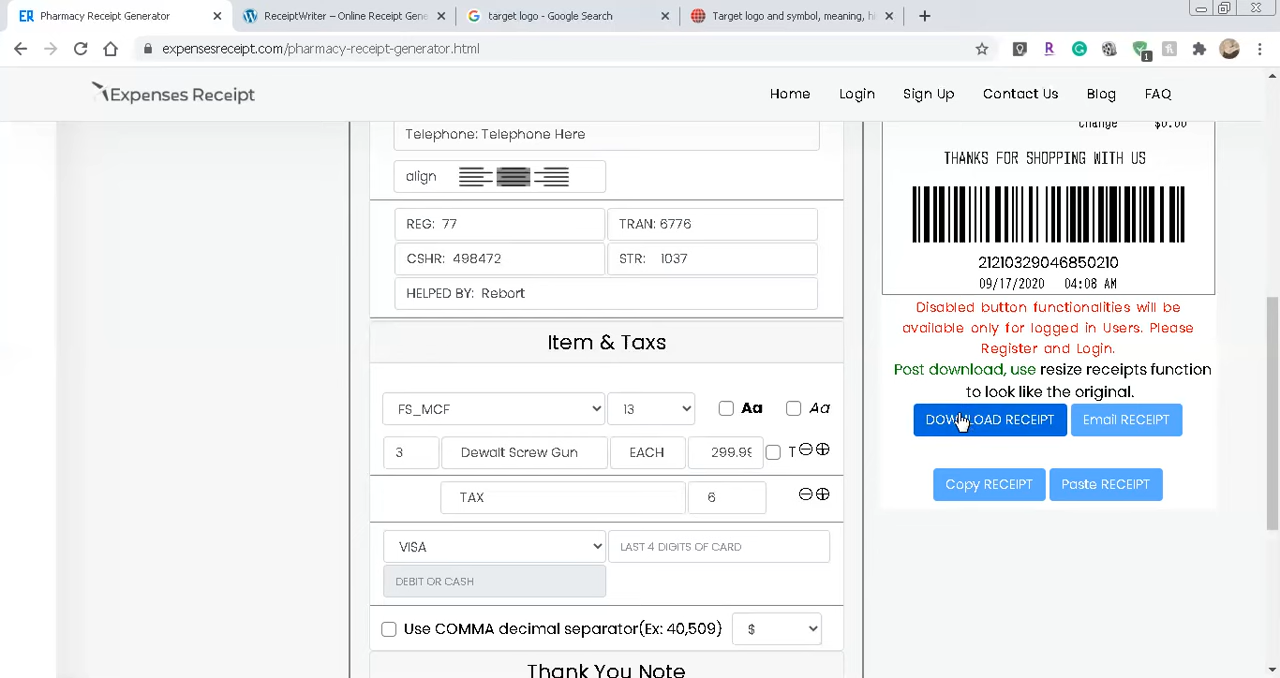 Pharmacy Receipt Generator
ReceiptWriter – Online Receipt Gene
target logo - Google Search
Target logo and symbol, meaning, hi
expensesreceipt.com/pharmacy-receipt-generator.html
1
Expenses Receipt
Home Login Sign Up Contact Us Blog FAQ
Telephone: Telephone Here
align
REG: 77 TRAN: 6776
CSHR: 498472 STR: 1037
HELPED BY: Rebort
Item & Taxs
FS_MCF 13 Aa Aa
3 Dewalt Screw Gun EACH 299.99 T
TAX 6
VISA LAST 4 DIGITS OF CARD
DEBIT OR CASH
Use COMMA decimal separator(Ex: 40,509) $
Thank You Note
Change $0.00
THANKS FOR SHOPPING WITH US
21210329046850210
09/17/2020 04:08 AM
Disabled button functionalities will be
available only for logged in Users. Please
Register and Login.
Post download, use resize receipts function
to look like the original.
DOWNLOAD RECEIPT Email RECEIPT
Copy RECEIPT Paste RECEIPT